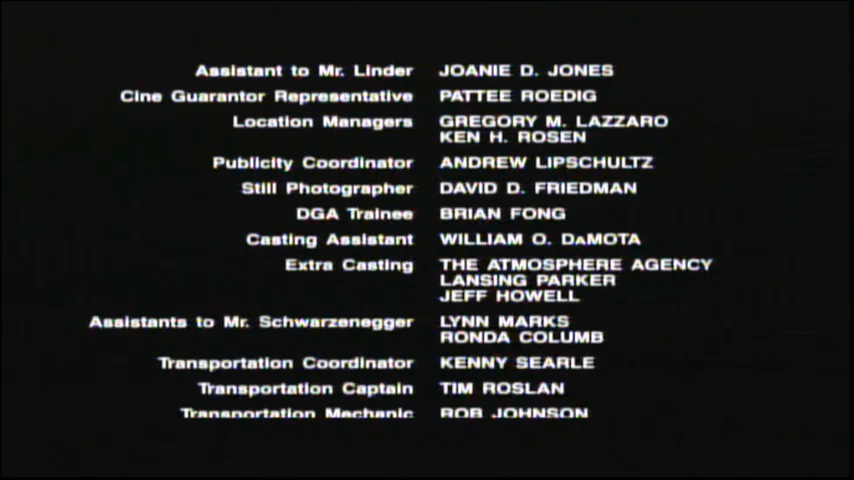 Assistant to Mr. Linder JOANIE D. JONES
Cine Guarantor Representative PATTEE ROEDIG
Location Managers GREGORY M. LAZZARO
KEN H. ROSEN
Publicity Coordinator ANDREW LIPSCHULTZ
Still Photographer DAVID D. FRIEDMAN
DGA Trainee BRIAN FONG
Casting Assistant WILLIAM O. DAMOTA
Extra Casting THE ATMOSPHERE AGENCY
LANSING PARKER
JEFF HOWELL
Assistants to Mr. Schwarzenegger LYNN MARKS
RONDA COLUMB
Transportation Coordinator KENNY SEARLE
Transportation Captain TIM ROSLAN
Transportation Mechanic ROB JOHNSON